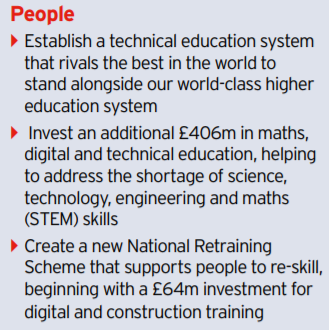 People
Establish a technical education system
that rivals the best in the world to
stand alongside our world-class higher
education system
Invest an additional £406m in maths,
digital and technical education, helping
to address the shortage of science,
technology, engineering and maths
(STEM) skills
Create a new National Retraining
Scheme that supports people to re-skill,
beginning with a £64m investment for
digital and construction training